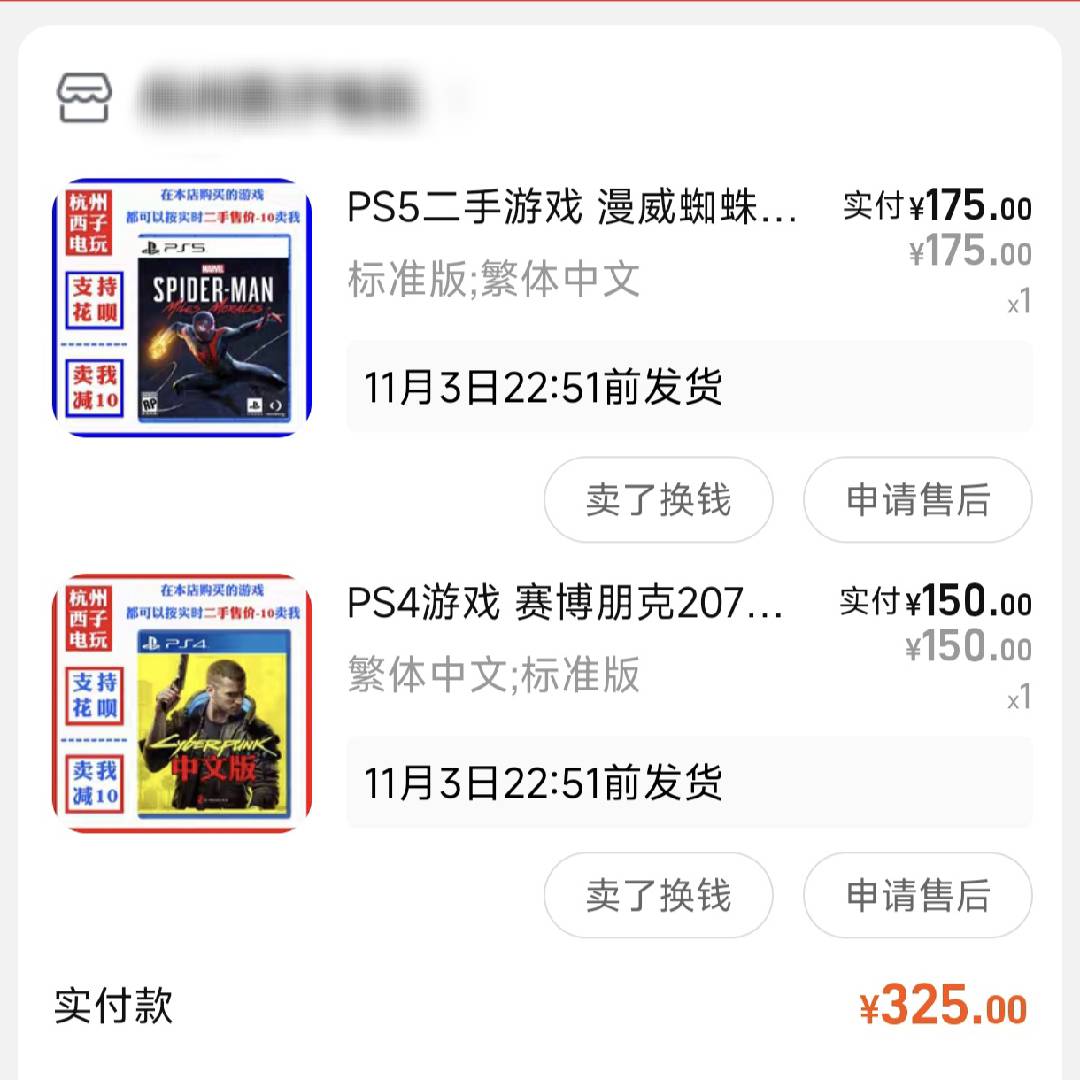 杭州
西子
电玩
在本店购买的游戏
都可以按实时二手售价-10卖我
支持
花呗
卖我
减10
PS5
MARVEL
SPIDER-MAN
MILES MORALES
RP
PS5二手游戏 漫威蜘蛛...
实付¥175.00
¥175.00
标准版;繁体中文
x1
11月3日22:51前发货
卖了换钱
申请售后
杭州
西子
电玩
在本店购买的游戏
都可以按实时二手售价-10卖我
支持
花呗
卖我
减10
PS4
CYBERPUNK
中文版
PS4游戏 赛博朋克207...
实付¥150.00
¥150.00
繁体中文;标准版
x1
11月3日22:51前发货
卖了换钱
申请售后
实付款
¥325.00